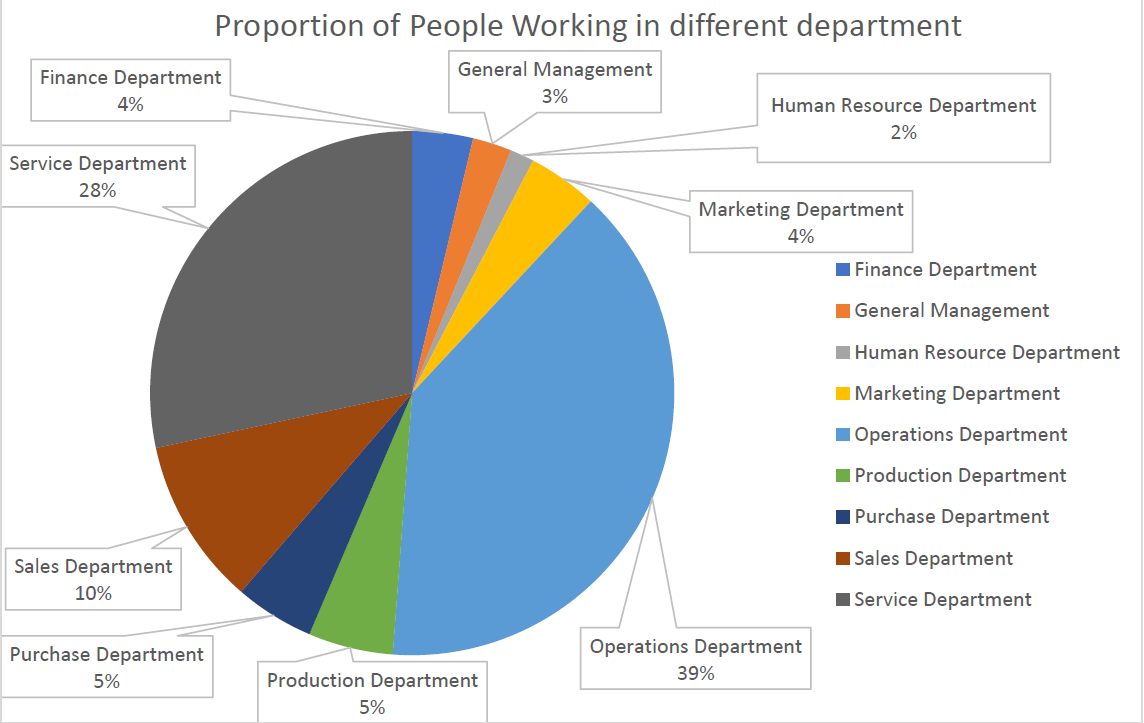 Proportion of People Working in different department
Finance Department
4%
General Management
3%
Human Resource Department
2%
Service Department
28%
Marketing Department
4%
Finance Department
General Management
Human Resource Department
Marketing Department
Operations Department
Production Department
Purchase Department
Sales Department
Service Department
Sales Department
10%
Purchase Department
5%
Production Department
5%
Operations Department
39%